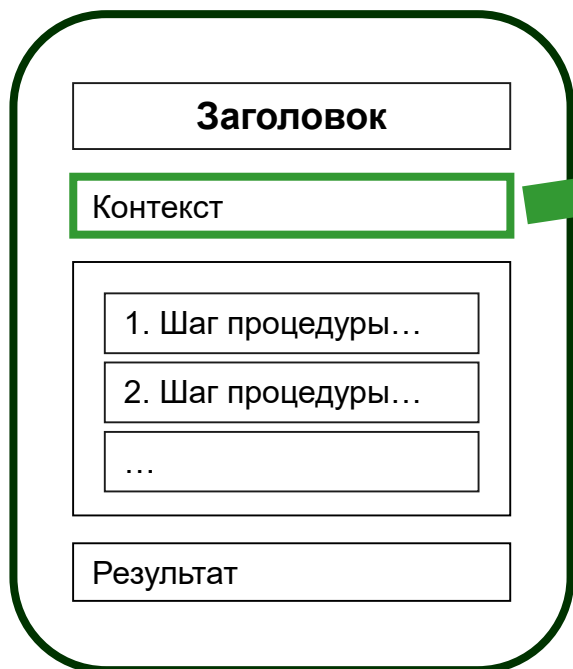 Заголовок
Контекст
1. Шаг процедуры…
2. Шаг процедуры…
…
Результат